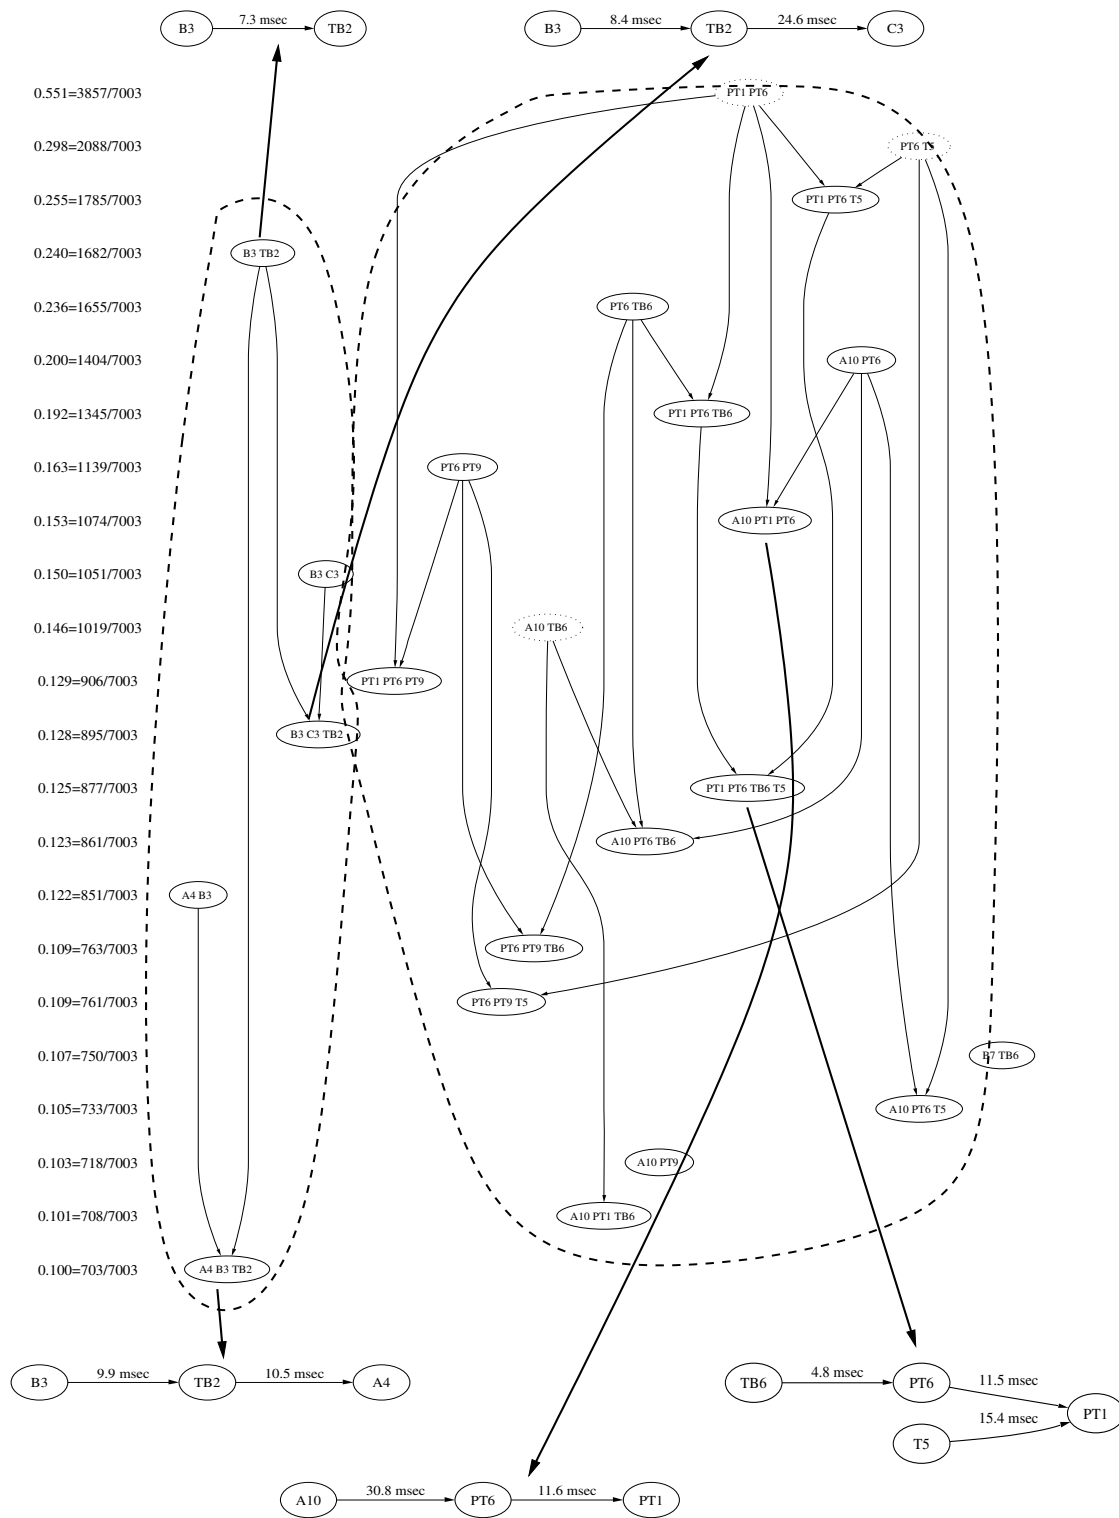 B3 7.3 msec TB2 B3 8.4 msec TB2 24.6 msec C3
0.551=3857/7003 PT1 PT6
0.298=2088/7003 PT6 T5
0.255=1785/7003 PT1 PT6 T5
0.240=1682/7003 B3 TB2
0.236=1655/7003 PT6 TB6
0.200=1404/7003 A10 PT6
0.192=1345/7003 PT1 PT6 TB6
0.163=1139/7003 PT6 PT9
0.153=1074/7003 A10 PT1 PT6
0.150=1051/7003 B3 C3
0.146=1019/7003 A10 TB6
0.129=906/7003 PT1 PT6 PT9
0.128=895/7003 B3 C3 TB2
0.125=877/7003 PT1 PT6 TB6 T5
0.123=861/7003 A10 PT6 TB6
0.122=851/7003 A4 B3
0.109=763/7003 PT6 PT9 TB6
0.109=761/7003 PT6 PT9 T5
0.107=750/7003 B7 TB6
0.105=733/7003 A10 PT6 T5
0.103=718/7003 A10 PT9
0.101=708/7003 A10 PT1 TB6
0.100=703/7003 A4 B3 TB2
B3 9.9 msec TB2 10.5 msec A4 TB6 4.8 msec PT6 11.5 msec
PT1
T5 15.4 msec
A10 30.8 msec PT6 11.6 msec PT1